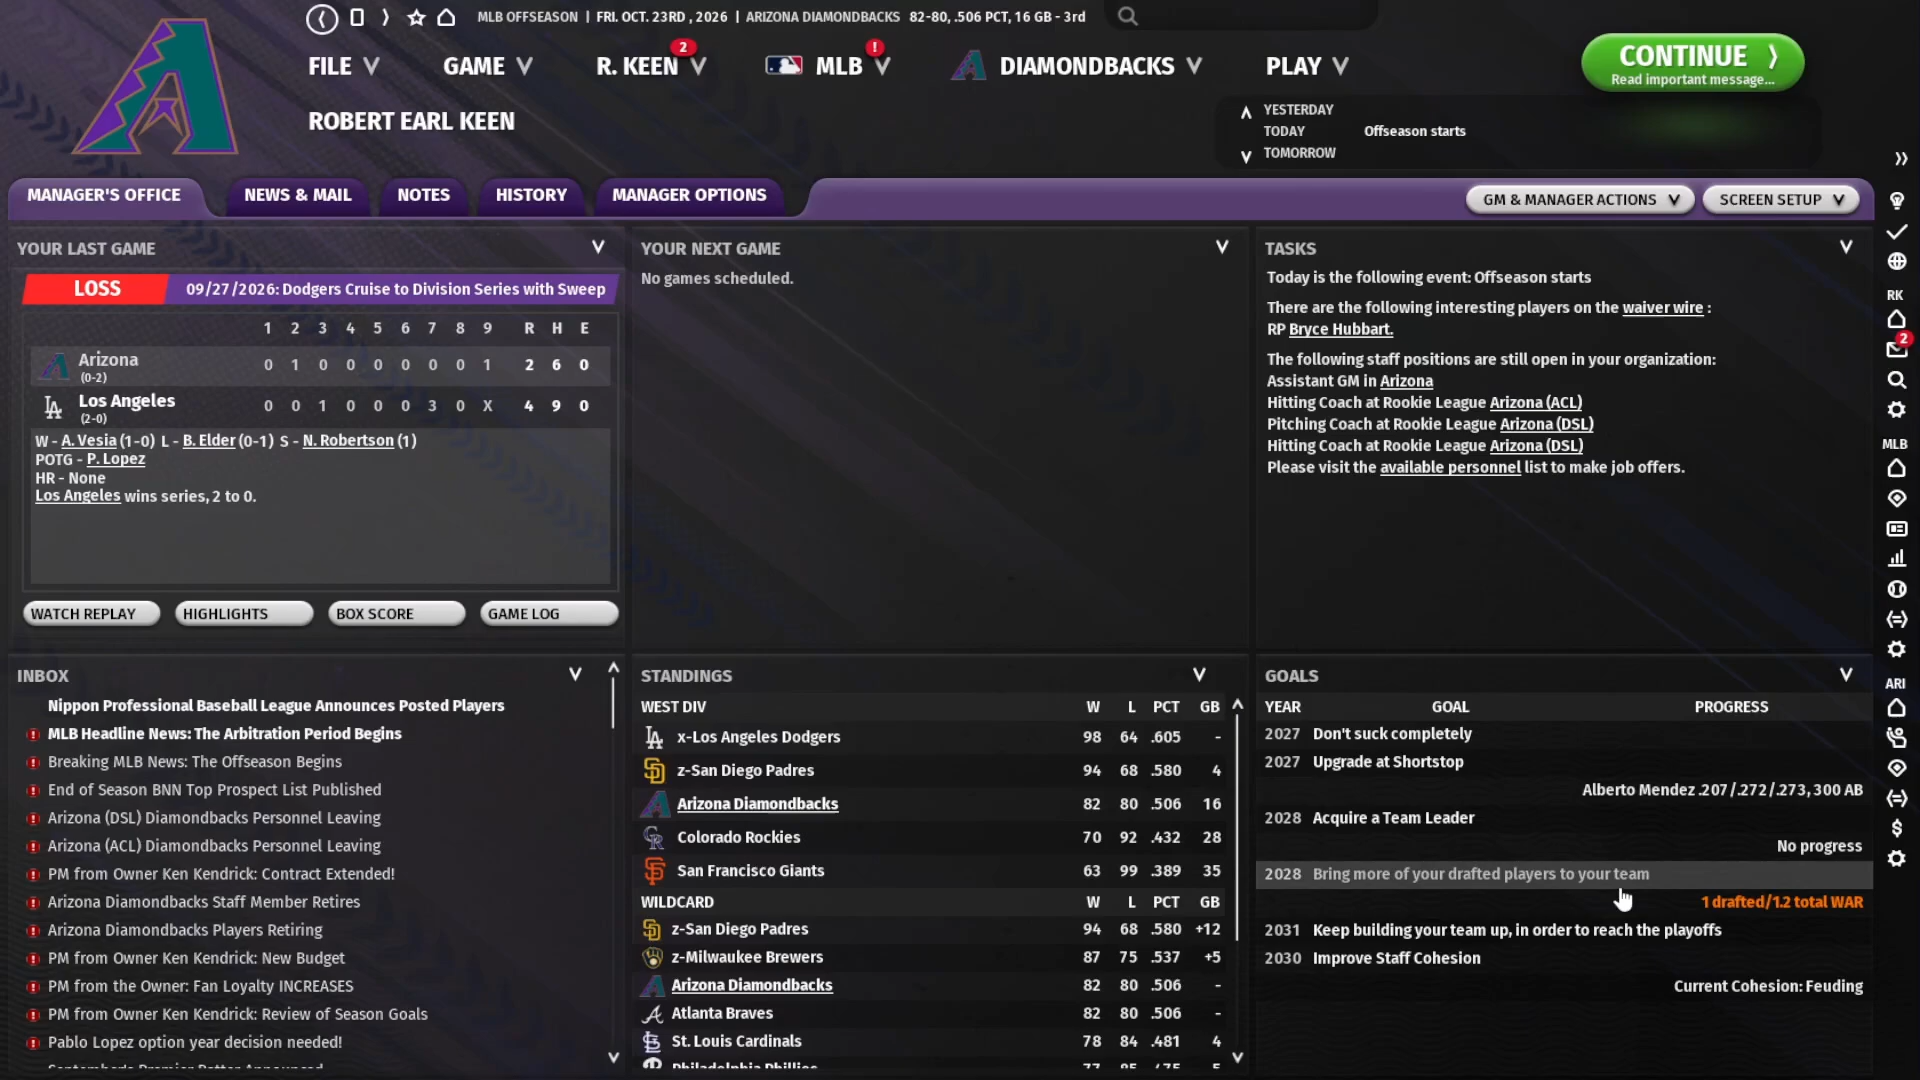 MLB OFFSEASON | FRI. OCT. 23RD , 2026 | ARIZONA DIAMONDBACKS 82-80, .506 PCT, 16 GB - 3rd
FILE GAME R. KEEN 2 MLB ! DIAMONDBACKS PLAY
CONTINUE
Read important message...
ROBERT EARL KEEN
YESTERDAY
TODAY Offseason starts
TOMORROW
MANAGER'S OFFICE NEWS & MAIL NOTES HISTORY MANAGER OPTIONS GM & MANAGER ACTIONS SCREEN SETUP
YOUR LAST GAME
LOSS 09/27/2026: Dodgers Cruise to Division Series with Sweep
1 2 3 4 5 6 7 8 9 R H E
Arizona 0 1 0 0 0 0 0 0 1 2 6 0
(0-2)
Los Angeles 0 0 1 0 0 0 3 0 X 4 9 0
(2-0)
W - A. Vesia (1-0) L - B. Elder (0-1) S - N. Robertson (1)
POTG - P. Lopez
HR - None
Los Angeles wins series, 2 to 0.
WATCH REPLAY HIGHLIGHTS BOX SCORE GAME LOG
YOUR NEXT GAME
No games scheduled.
TASKS
Today is the following event: Offseason starts
There are the following interesting players on the waiver wire :
RP Bryce Hubbart.
The following staff positions are still open in your organization:
Assistant GM in Arizona
Hitting Coach at Rookie League Arizona (ACL)
Pitching Coach at Rookie League Arizona (DSL)
Hitting Coach at Rookie League Arizona (DSL)
Please visit the available personnel list to make job offers.
INBOX
Nippon Professional Baseball League Announces Posted Players
MLB Headline News: The Arbitration Period Begins
Breaking MLB News: The Offseason Begins
End of Season BNN Top Prospect List Published
Arizona (DSL) Diamondbacks Personnel Leaving
Arizona (ACL) Diamondbacks Personnel Leaving
PM from Owner Ken Kendrick: Contract Extended!
Arizona Diamondbacks Staff Member Retires
Arizona Diamondbacks Players Retiring
PM from Owner Ken Kendrick: New Budget
PM from the Owner: Fan Loyalty INCREASES
PM from Owner Ken Kendrick: Review of Season Goals
Pablo Lopez option year decision needed!
STANDINGS
WEST DIV W L PCT GB
x-Los Angeles Dodgers 98 64 .605 -
z-San Diego Padres 94 68 .580 4
Arizona Diamondbacks 82 80 .506 16
Colorado Rockies 70 92 .432 28
San Francisco Giants 63 99 .389 35
WILDCARD W L PCT GB
z-San Diego Padres 94 68 .580 +12
z-Milwaukee Brewers 87 75 .537 +5
Arizona Diamondbacks 82 80 .506 -
Atlanta Braves 82 80 .506 -
St. Louis Cardinals 78 84 .481 4
Philadelphia Phillies 77 85 .475 5
GOALS
YEAR GOAL PROGRESS
2027 Don't suck completely
2027 Upgrade at Shortstop
Alberto Mendez .207/.272/.273, 300 AB
2028 Acquire a Team Leader
No progress
2028 Bring more of your drafted players to your team
1 drafted/1.2 total WAR
2031 Keep building your team up, in order to reach the playoffs
2030 Improve Staff Cohesion
Current Cohesion: Feuding
RK
2
MLB
ARI